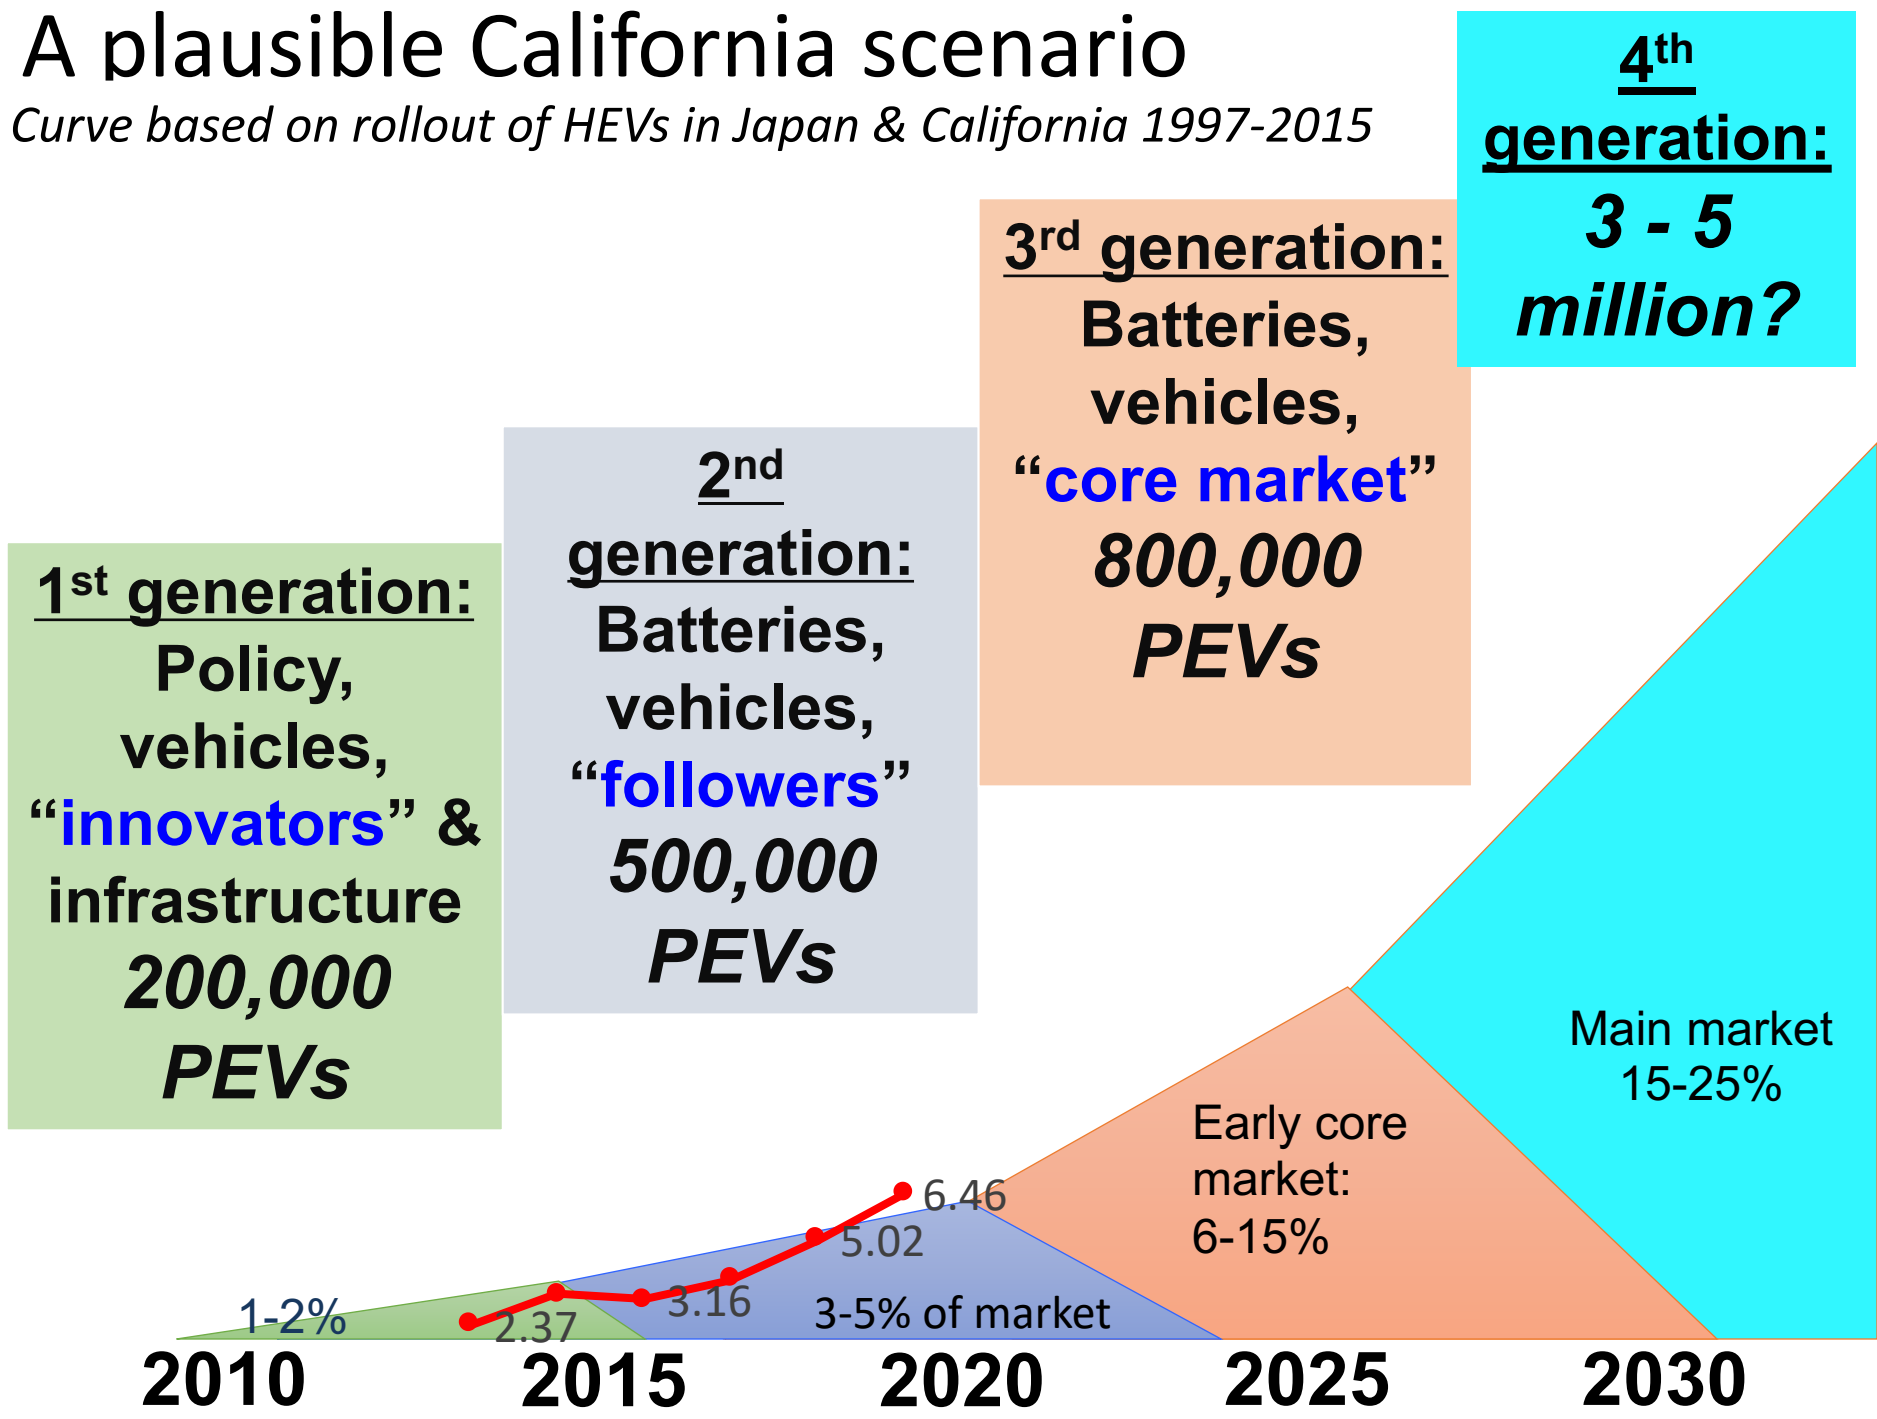 A plausible California scenario
Curve based on rollout of HEVs in Japan & California 1997-2015
1st generation:
Policy,
vehicles,
“innovators” &
infrastructure
200,000
PEVs
2nd
generation:
Batteries,
vehicles,
“followers”
500,000
PEVs
3rd generation:
Batteries,
vehicles,
“core market”
800,000
PEVs
4th
generation:
3 - 5
million?
Main market
15-25%
Early core
market:
6-15%
6.46
5.02
3.16
2.37
1-2%
3-5% of market
2010
2015
2020
2025
2030